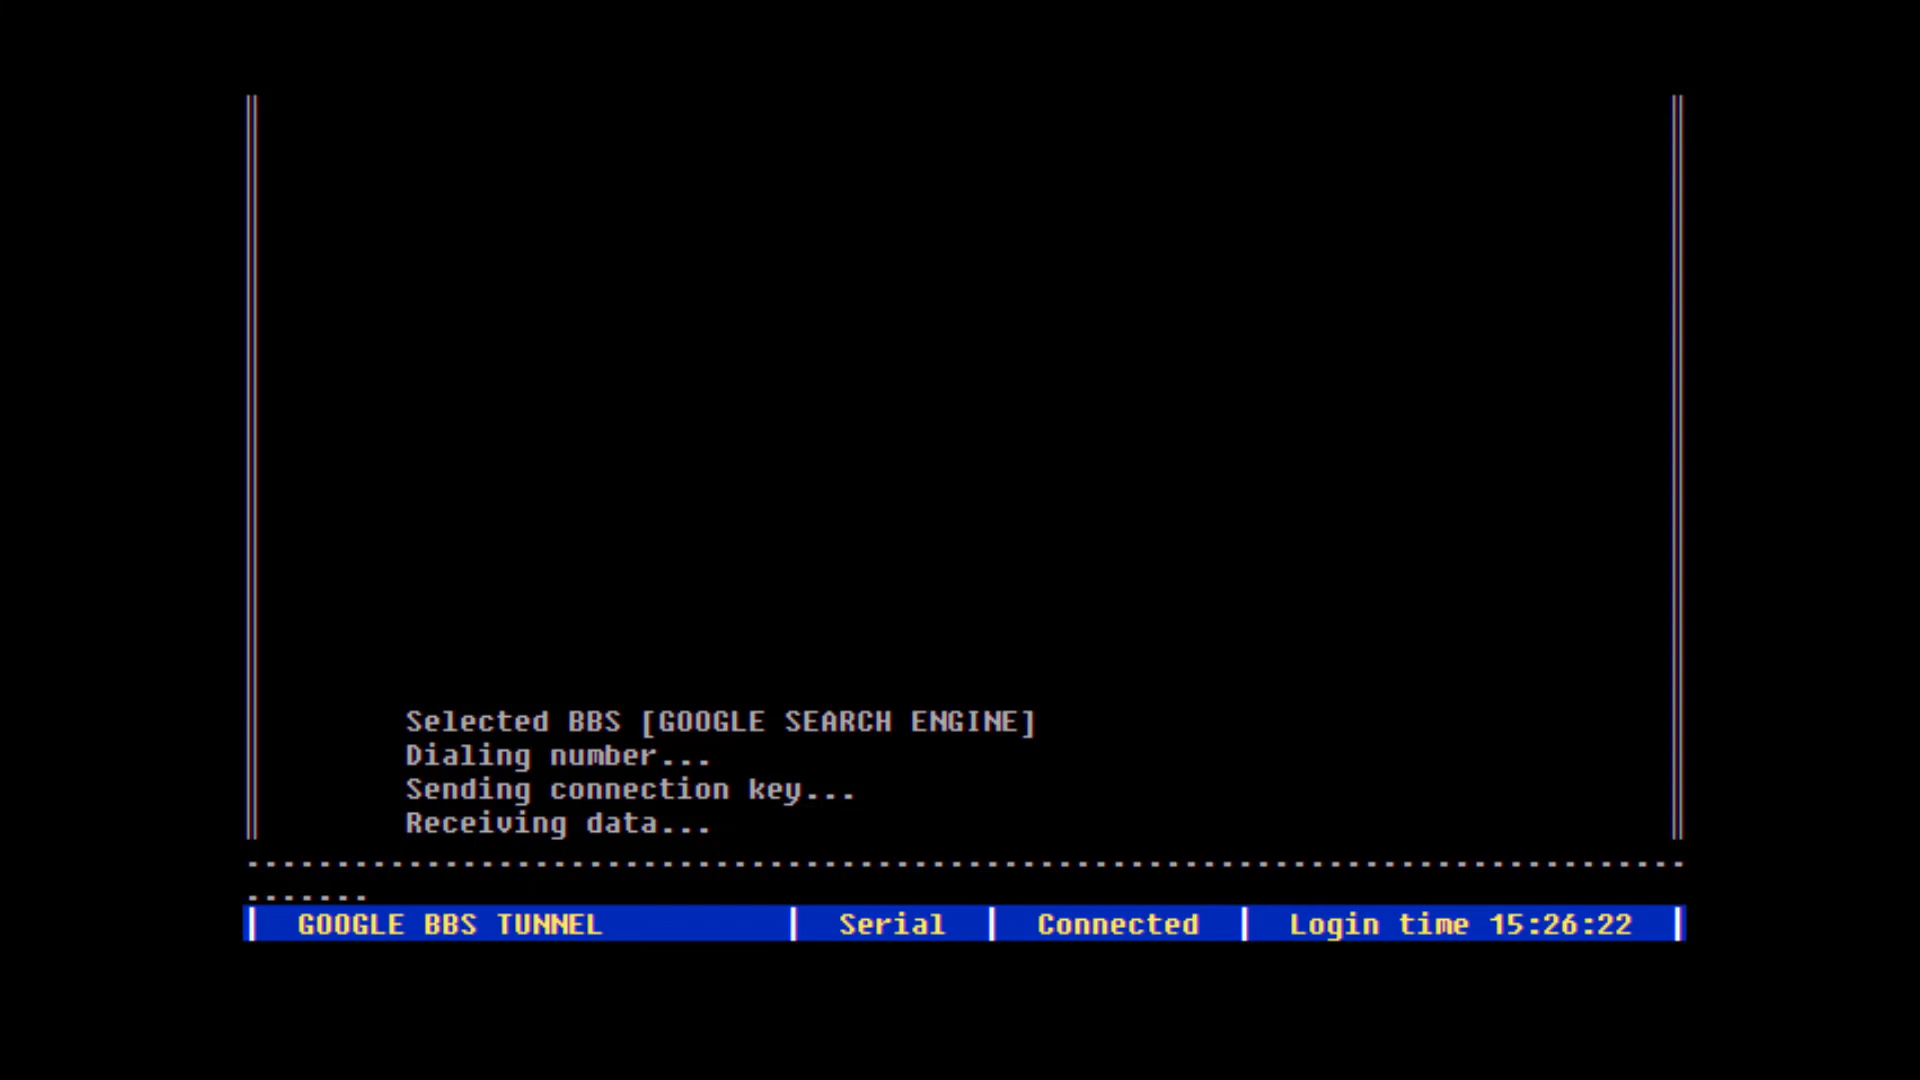 Selected BBS [GOOGLE SEARCH ENGINE]
Dialing number...
Sending connection key...
Receiving data...
GOOGLE BBS TUNNEL | Serial | Connected | Login time 15:26:22